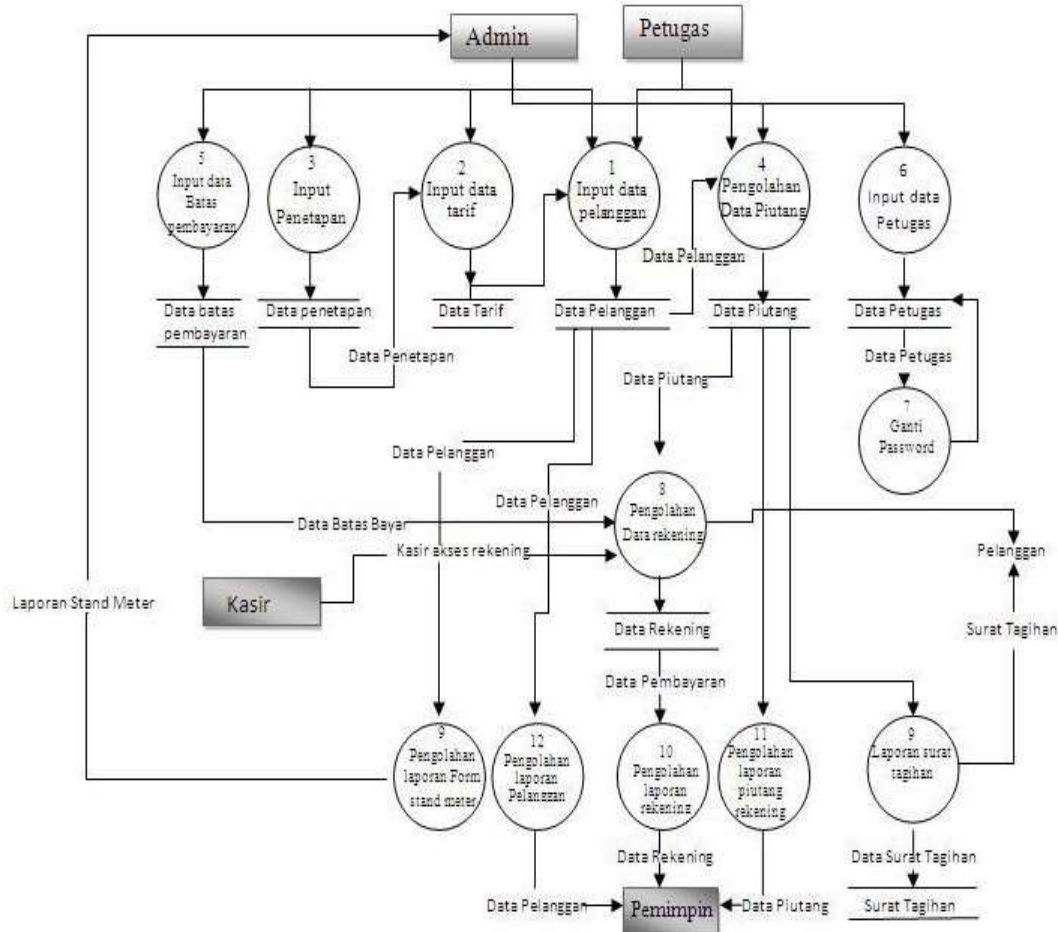 Admin
Petugas
5
Input data
Batas
pembayaran
3
Input
Penetapan
2
Input data
tarif
1
Input data
pelanggan
4
Pengolahan
Data Piutang
6
Input data
Petugas
Data Pelanggan
Data batas
pembayaran
Data penetapan
Data Tarif
Data Pelanggan
Data Piutang
Data Petugas
Data Penetapan
Data Petugas
Data Piutang
7
Ganti
Password
Data Pelanggan
Data Pelanggan
8
Pengolahan
Data rekening
Data Batas Bayar
Kasir akses rekening
Pelanggan
Laporan Stand Meter
Kasir
Data Rekening
Surat Tagihan
Data Pembayaran
9
Pengolahan
laporan Form
stand meter
12
Pengolahan
laporan
Pelanggan
10
Pengolahan
laporan
rekening
11
Pengolahan
laporan
piutang
rekening
9
Laporan surat
tagihan
Data Rekening
Data Surat Tagihan
Data Pelanggan
Pemimpin
Data Piutang
Surat Tagihan